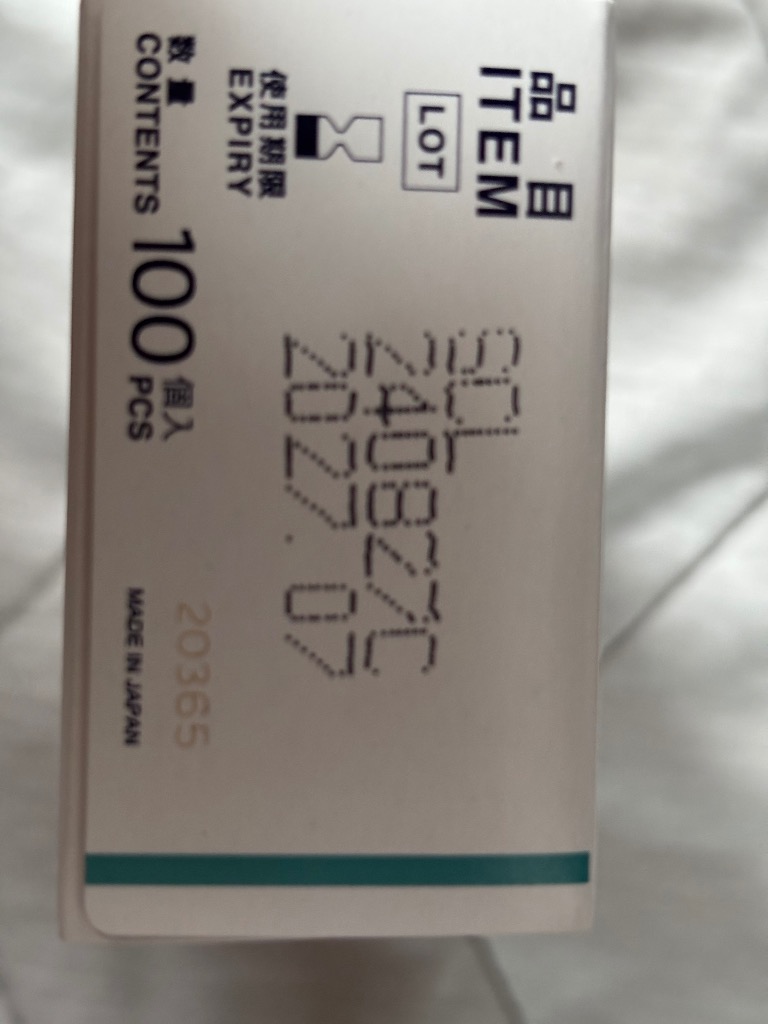 品目
ITEM SCL
LOT 2408ZZC
使用期限
EXPIRY 2027.07
数量 個入
CONTENTS 100 PCS
20365
MADE IN JAPAN